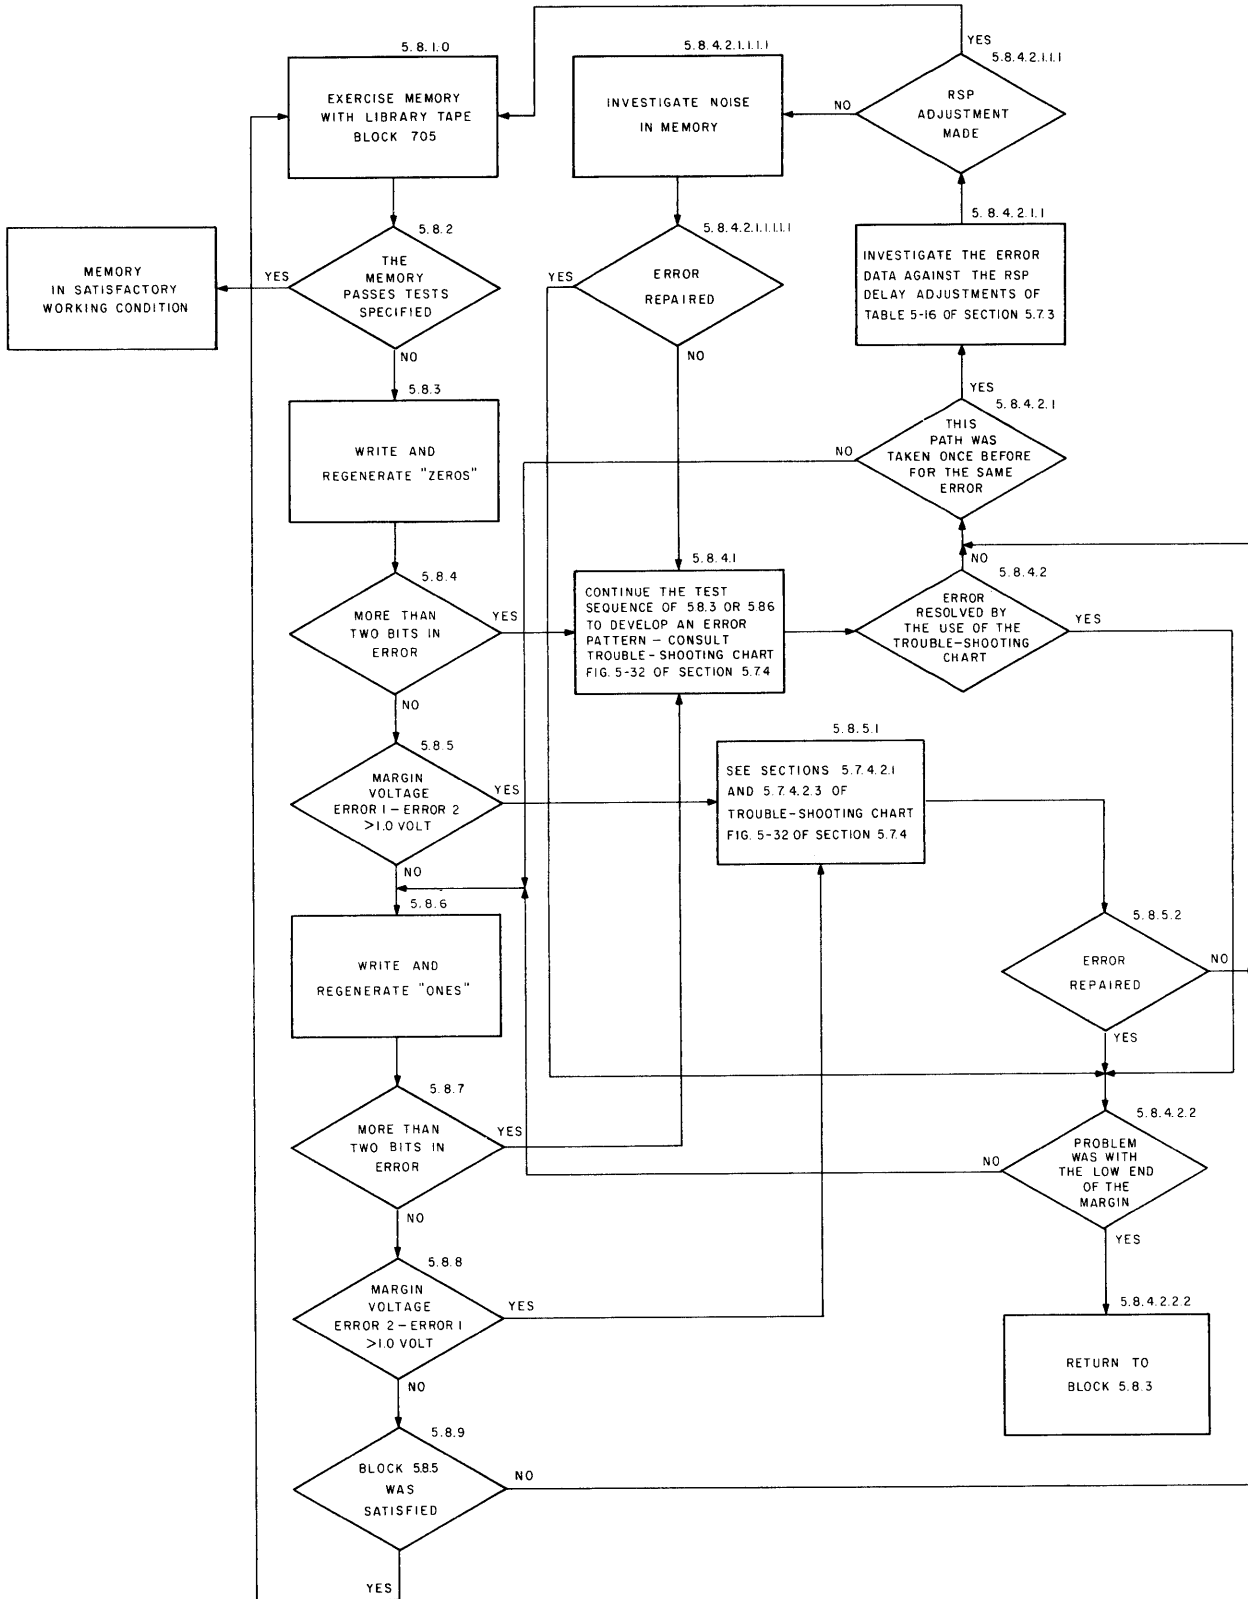 5.8.1.0
EXERCISE MEMORY
WITH LIBRARY TAPE
BLOCK 705
5.8.4.2.1.1.1.1
INVESTIGATE NOISE
IN MEMORY
YES
5.8.4.2.1.1.1
RSP
ADJUSTMENT
MADE
NO
MEMORY
IN SATISFACTORY
WORKING CONDITION
YES
5.8.2
THE
MEMORY
PASSES TESTS
SPECIFIED
NO
5.8.4.2.1.1.1.1.1
YES
ERROR
REPAIRED
NO
5.8.4.2.1.1
INVESTIGATE THE ERROR
DATA AGAINST THE RSP
DELAY ADJUSTMENTS OF
TABLE 5-16 OF SECTION 5.7.3
5.8.3
WRITE AND
REGENERATE "ZEROS"
YES
5.8.4.2.1
NO
THIS
PATH WAS
TAKEN ONCE BEFORE
FOR THE SAME
ERROR
5.8.4
MORE THAN
TWO BITS IN
ERROR
YES
NO
5.8.4.1
CONTINUE THE TEST
SEQUENCE OF 5.8.3 OR 5.86
TO DEVELOP AN ERROR
PATTERN – CONSULT
TROUBLE-SHOOTING CHART
FIG. 5-32 OF SECTION 5.7.4
NO
5.8.4.2
ERROR
RESOLVED BY
THE USE OF THE
TROUBLE-SHOOTING
CHART
YES
5.8.5
MARGIN
VOLTAGE
ERROR 1 – ERROR 2
>1.0 VOLT
YES
NO
5.8.5.1
SEE SECTIONS 5.7.4.2.1
AND 5.7.4.2.3 OF
TROUBLE-SHOOTING CHART
FIG. 5-32 OF SECTION 5.7.4
5.8.6
WRITE AND
REGENERATE "ONES"
5.8.5.2
ERROR
REPAIRED
NO
YES
5.8.7
MORE THAN
TWO BITS IN
ERROR
YES
NO
5.8.4.2.2
NO
PROBLEM
WAS WITH
THE LOW END
OF THE
MARGIN
YES
5.8.8
MARGIN
VOLTAGE
ERROR 2 – ERROR 1
>1.0 VOLT
YES
NO
5.8.4.2.2.2
RETURN TO
BLOCK 5.8.3
5.8.9
BLOCK 5.8.5
WAS
SATISFIED
NO
YES